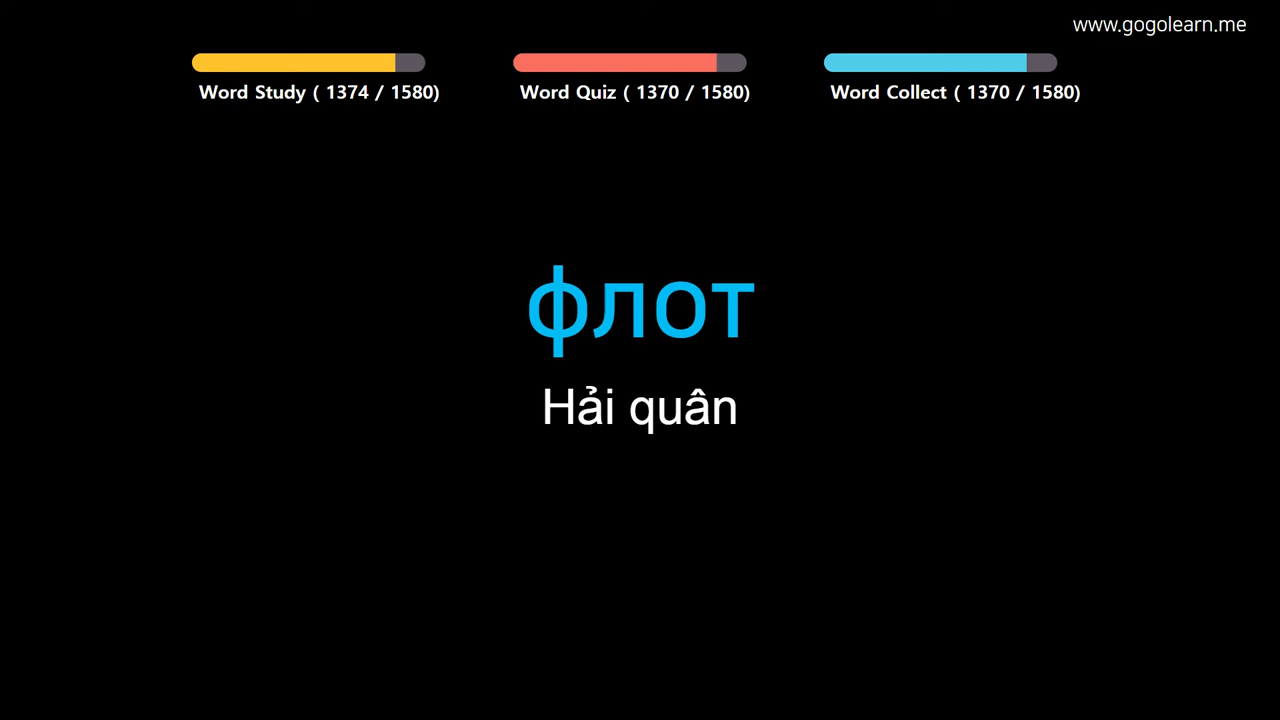 www.gogolearn.me
Word Study ( 1374 / 1580)
Word Quiz ( 1370 / 1580)
Word Collect ( 1370 / 1580)
флот
Hải quân